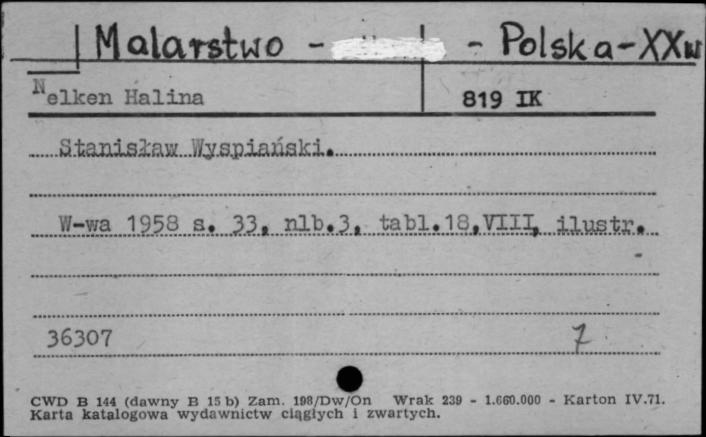 Malarstwo - - Polska-XXw
Nelken Halina 819 IK
Stanisław Wyspiański.
W-wa 1958 s. 33, nlb.3, tabl.18,VIII, ilustr.
36307 7
CWD B 144 (dawny B 15 b) Zam. 198/Dw/On Wrak 239 - 1.660.000 - Karton IV.71.
Karta katalogowa wydawnictw ciągłych i zwartych.